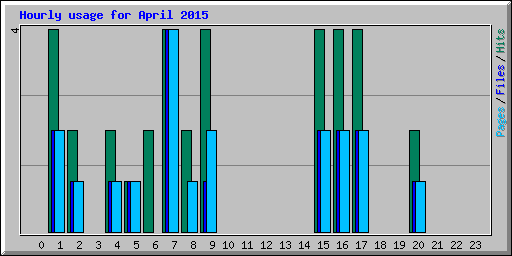 Hourly usage for April 2015
4
Pages/Files/Hits
0 1 2 3 4 5 6 7 8 9 10 11 12 13 14 15 16 17 18 19 20 21 22 23